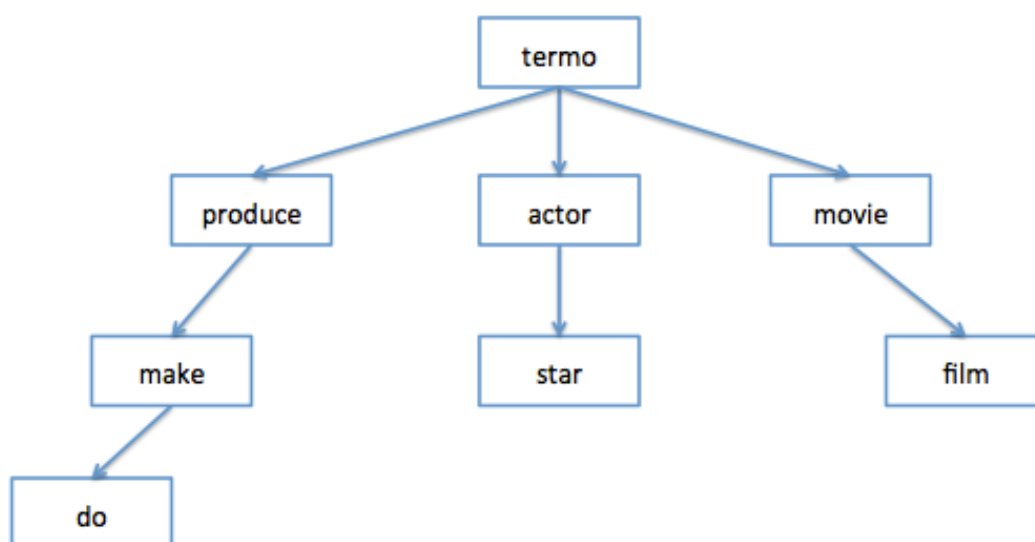 termo
produce
actor
movie
make
star
film
do